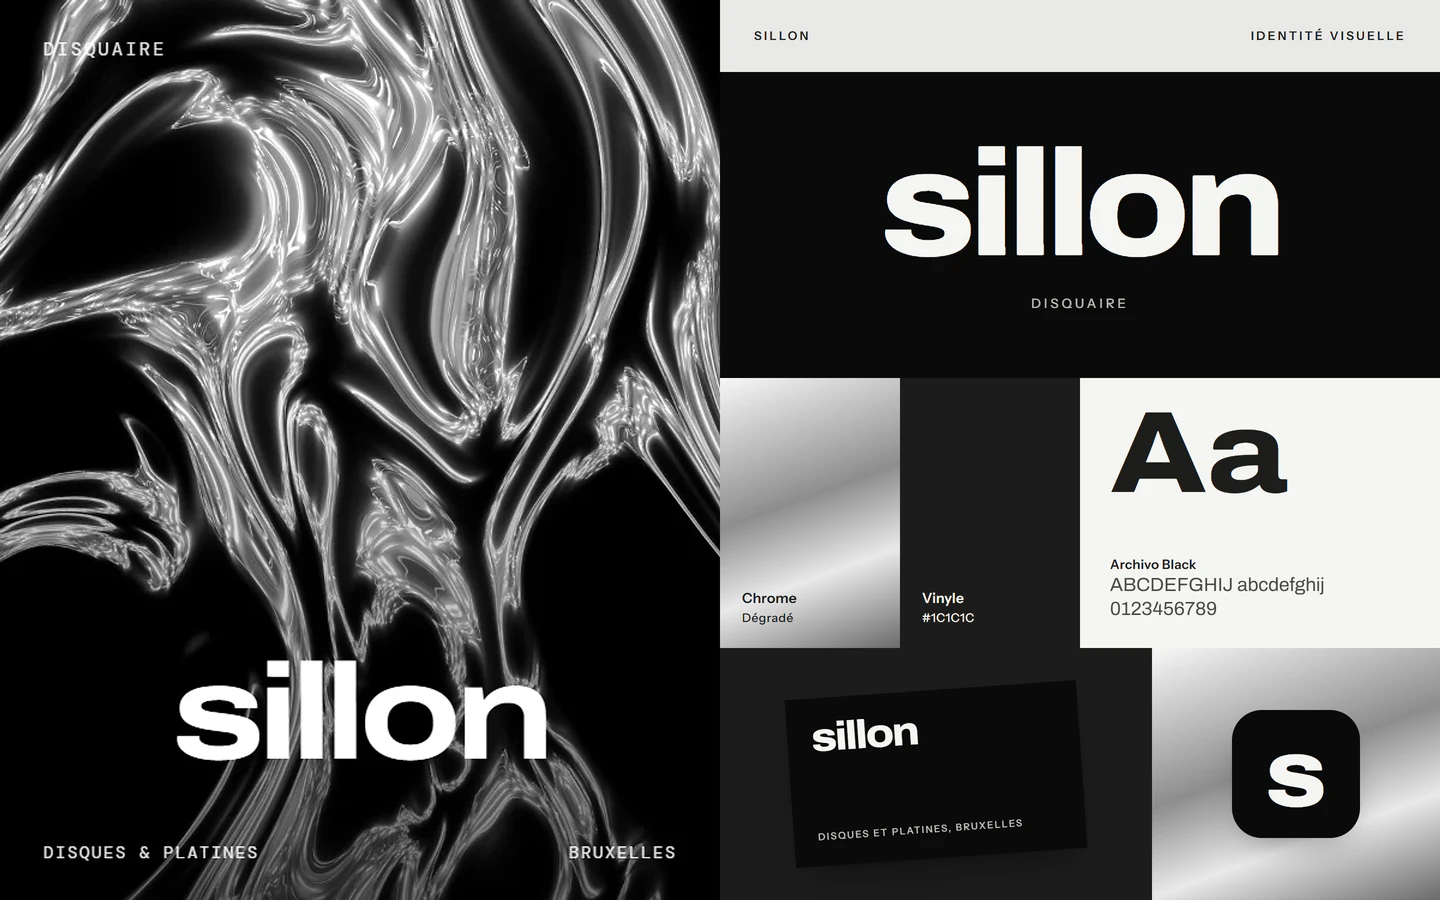 DISQUAIRE
sillon
DISQUES & PLATINES
BRUXELLES
SILLON
IDENTITÉ VISUELLE
sillon
DISQUAIRE
Chrome
Dégradé
Vinyle
#1C1C1C
Aa
Archivo Black
ABCDEFGHIJ abcdefghij
0123456789
sillon
DISQUES ET PLATINES, BRUXELLES
s